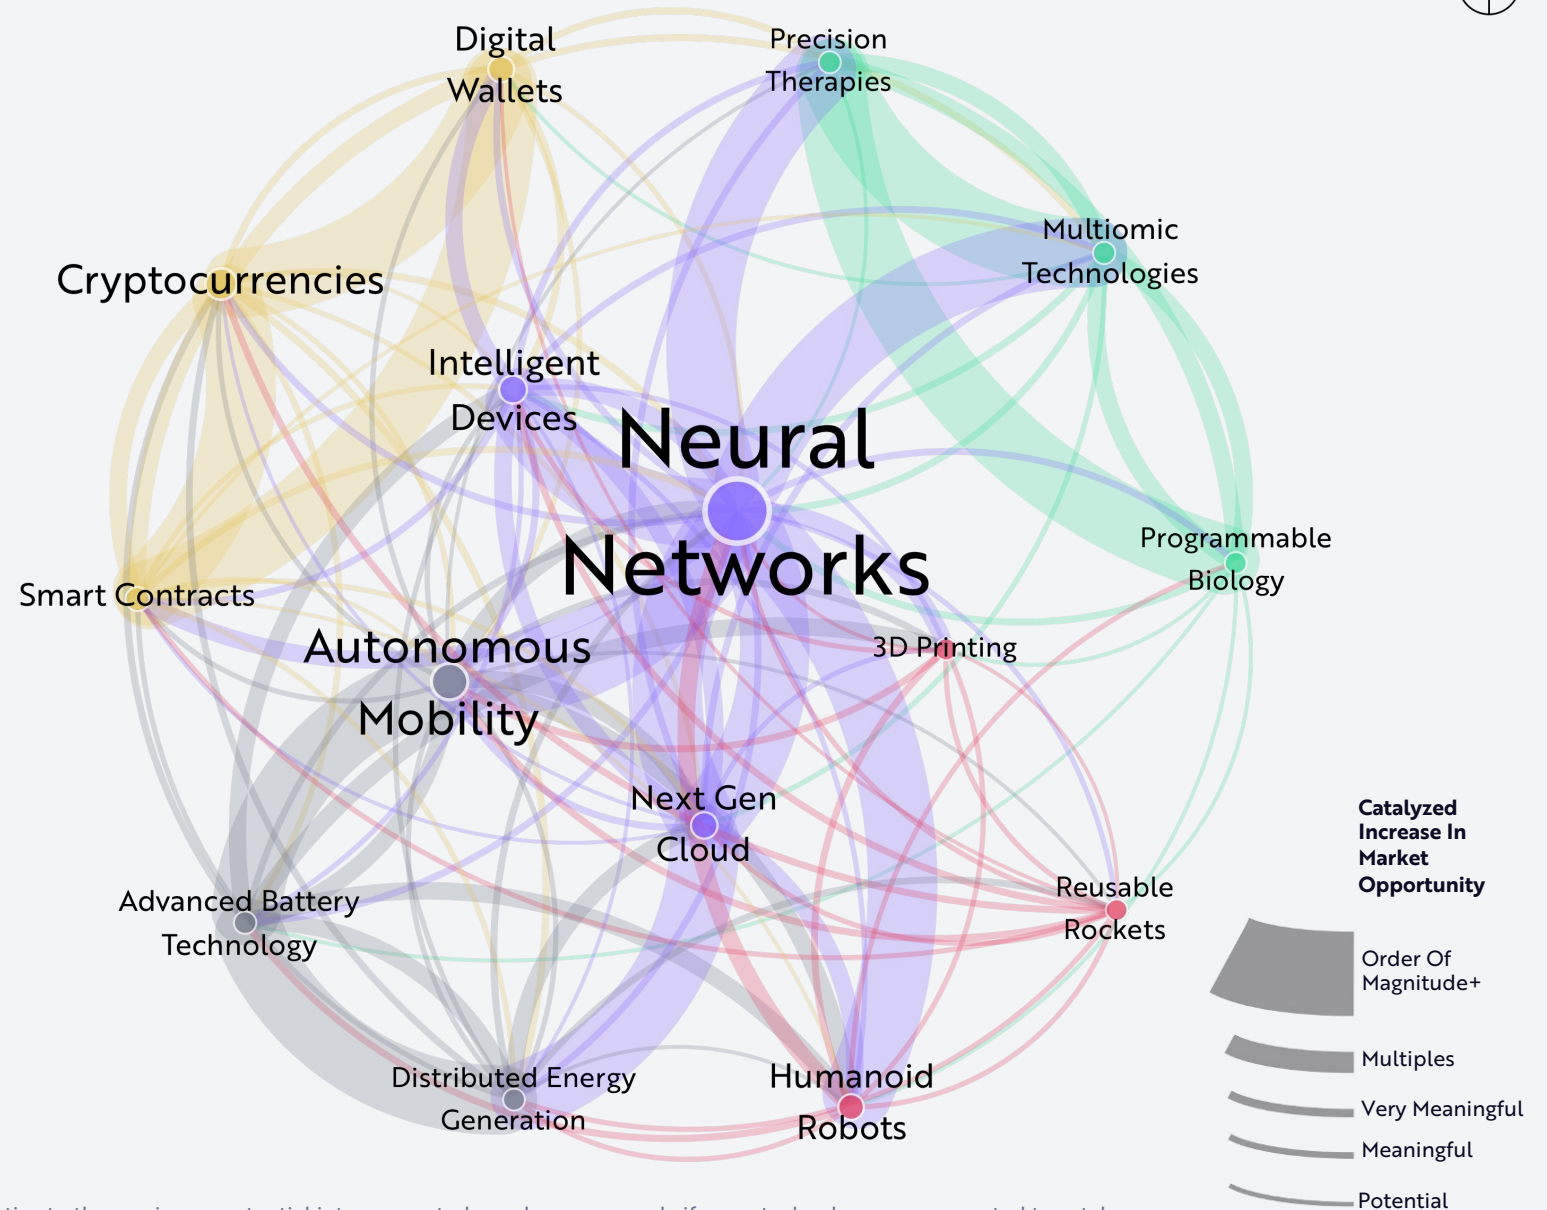 Digital
Wallets
Precision
Therapies
Multiomic
Technologies
Cryptocurrencies
Intelligent
Devices
Neural
Networks
Programmable
Biology
Smart Contracts
Autonomous
Mobility
3D Printing
Next Gen
Cloud
Catalyzed
Increase In
Market
Opportunity
Advanced Battery
Technology
Reusable
Rockets
Order Of
Magnitude+
Multiples
Distributed Energy
Generation
Humanoid
Robots
Very Meaningful
Meaningful
Potential